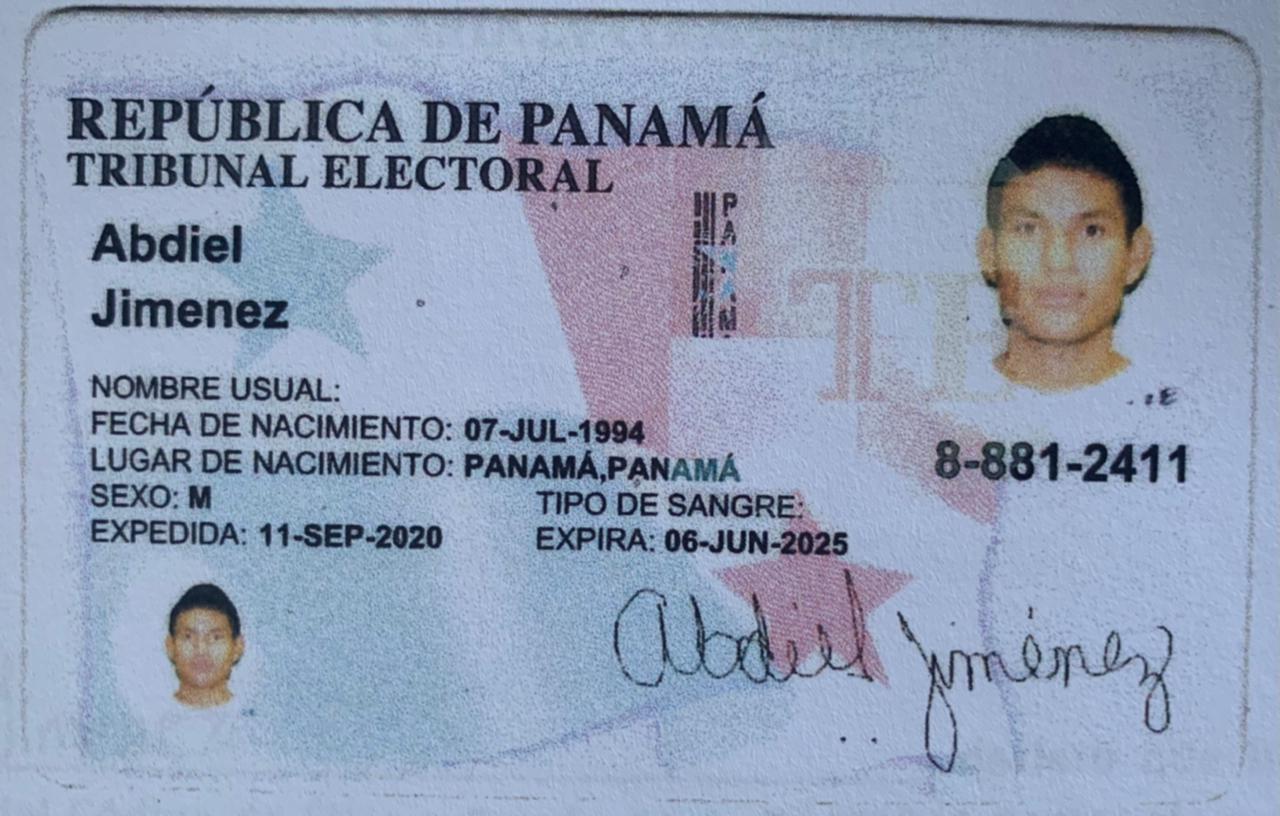 REPÚBLICA DE PANAMÁ
TRIBUNAL ELECTORAL
Abdiel
Jimenez
PANAMÁ
TE
NOMBRE USUAL:
FECHA DE NACIMIENTO: 07-JUL-1994
LUGAR DE NACIMIENTO: PANAMÁ,PANAMÁ
SEXO: M
TIPO DE SANGRE:
EXPEDIDA: 11-SEP-2020
EXPIRA: 06-JUN-2025
8-881-2411
Abdiel Jiménez